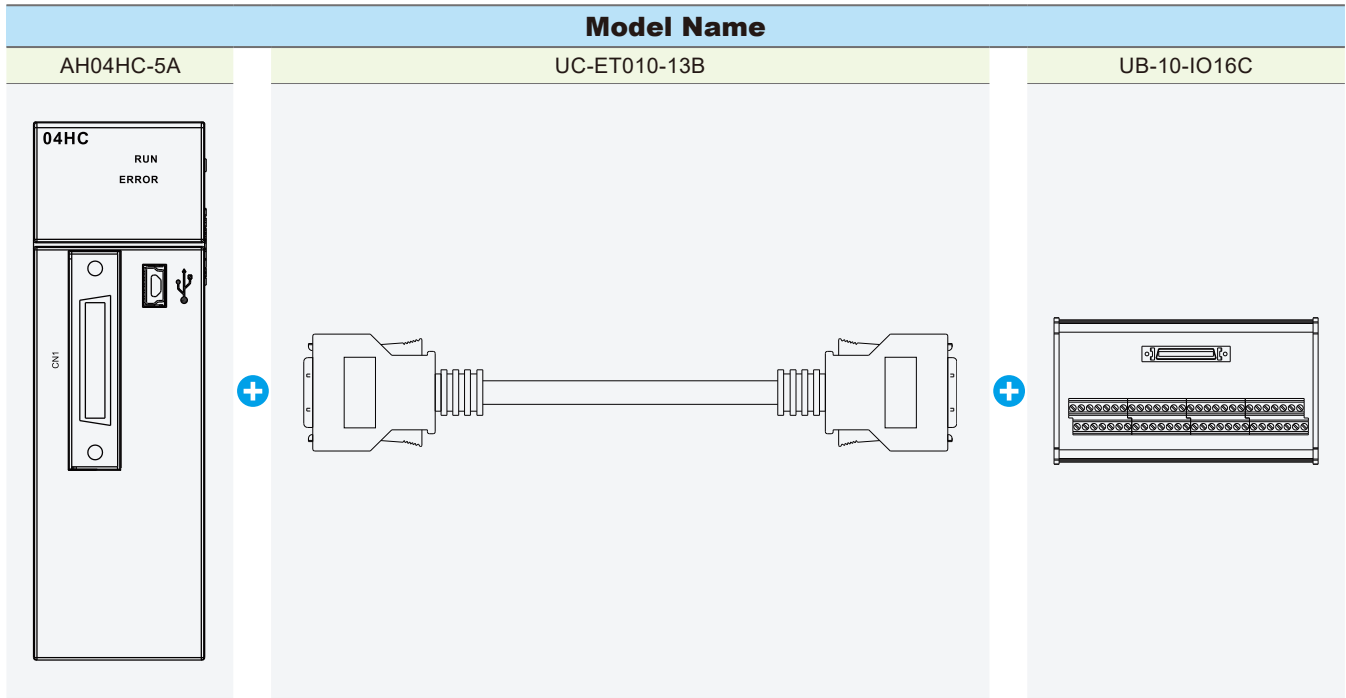 Model Name
AH04HC-5A
UC-ET010-13B
UB-10-IO16C
04HC
RUN
ERROR
CN1